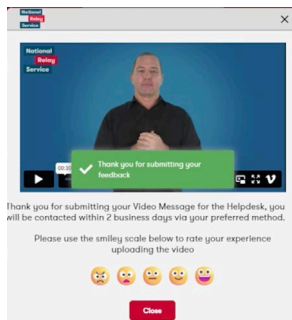 National
Relay
Service
National
Relay
Service
00:30
Thank you for submitting your
feedback
Thank you for submitting your Video Message for the Helpdesk, you
will be contacted within 2 business days via your preferred method.
Please use the smiley scale below to rate your experience
uploading the video
Close